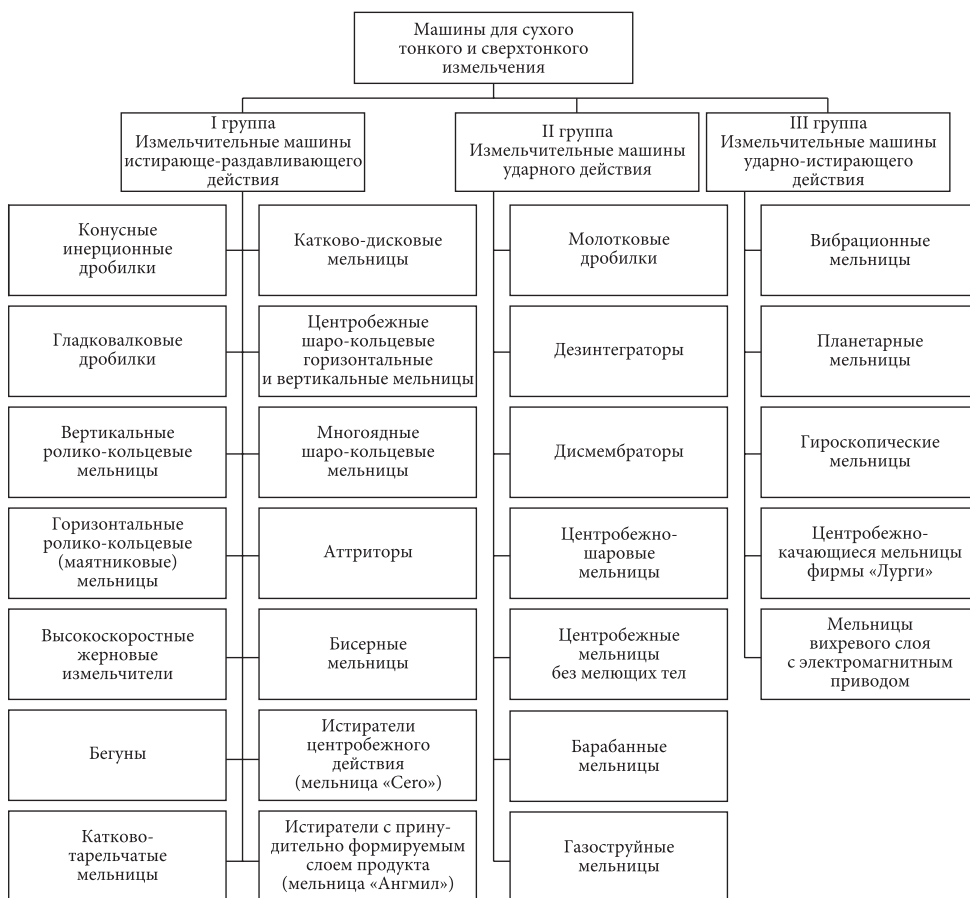 Машины для сухого
тонкого и сверхтонкого
измельчения
I группа
Измельчительные машины
истирающе-раздавливающего
действия
II группа
Измельчительные машины
ударного действия
III группа
Измельчительные машины
ударно-истирающего
действия
Конусные
инерционные
дробилки
Катково-дисковые
мельницы
Молотковые
дробилки
Вибрационные
мельницы
Гладковалковые
дробилки
Центробежные
шаро-кольцевые
горизонтальные
и вертикальные мельницы
Дезинтеграторы
Планетарные
мельницы
Вертикальные
ролико-кольцевые
мельницы
Многоядные
шаро-кольцевые
мельницы
Дисмембраторы
Гироскопические
мельницы
Горизонтальные
ролико-кольцевые
(маятниковые)
мельницы
Аттриторы
Центробежно-
шаровые
мельницы
Центробежно-
качающиеся мельницы
фирмы «Лурги»
Высокоскоростные
жерновые
измельчители
Бисерные
мельницы
Центробежные
мельницы
без мелющих тел
Мельницы
вихревого слоя
с электромагнитным
приводом
Бегуны
Истиратели
центробежного
действия
(мельница «Cero»)
Барабанные
мельницы
Катково-
тарельчатые
мельницы
Истиратели с прину-
дительно формируемым
слоем продукта
(мельница «Ангмил»)
Газоструйные
мельницы